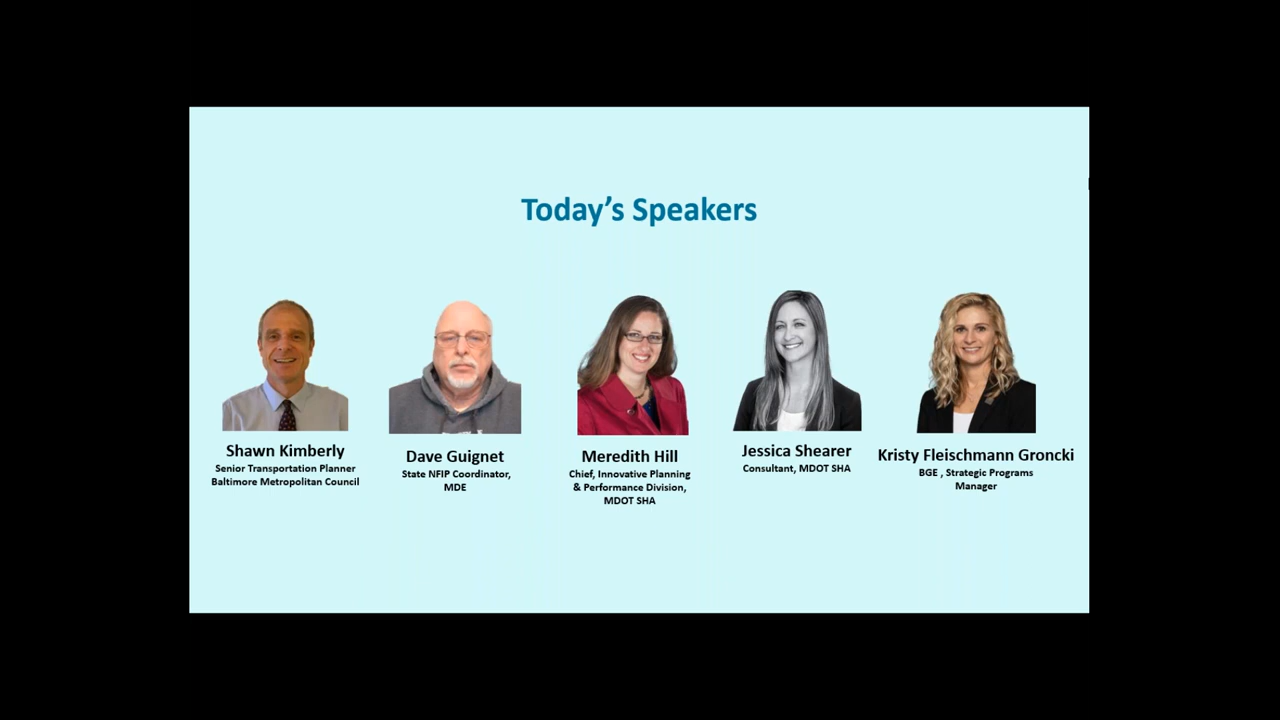 Today’s Speakers
Shawn Kimberly
Senior Transportation Planner
Baltimore Metropolitan Council
Dave Guignet
State NFIP Coordinator,
MDE
Meredith Hill
Chief, Innovative Planning
& Performance Division,
MDOT SHA
Jessica Shearer
Consultant, MDOT SHA
Kristy Fleischmann Groncki
BGE , Strategic Programs
Manager